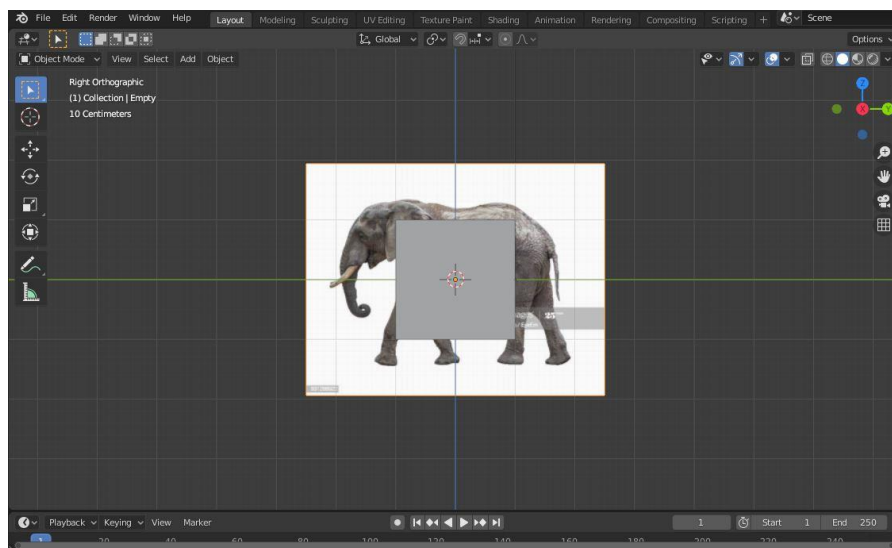 File Edit Render Window Help Layout Modeling Sculpting UV Editing Texture Paint Shading Animation Rendering Compositing Scripting + Scene
Global Options
Object Mode View Select Add Object
Right Orthographic
(1) Collection | Empty
10 Centimeters
Z
X
Y
Playback Keying View Marker 1 Start 1 End 250
1 20 40 60 80 100 120 140 160 180 200 220 240